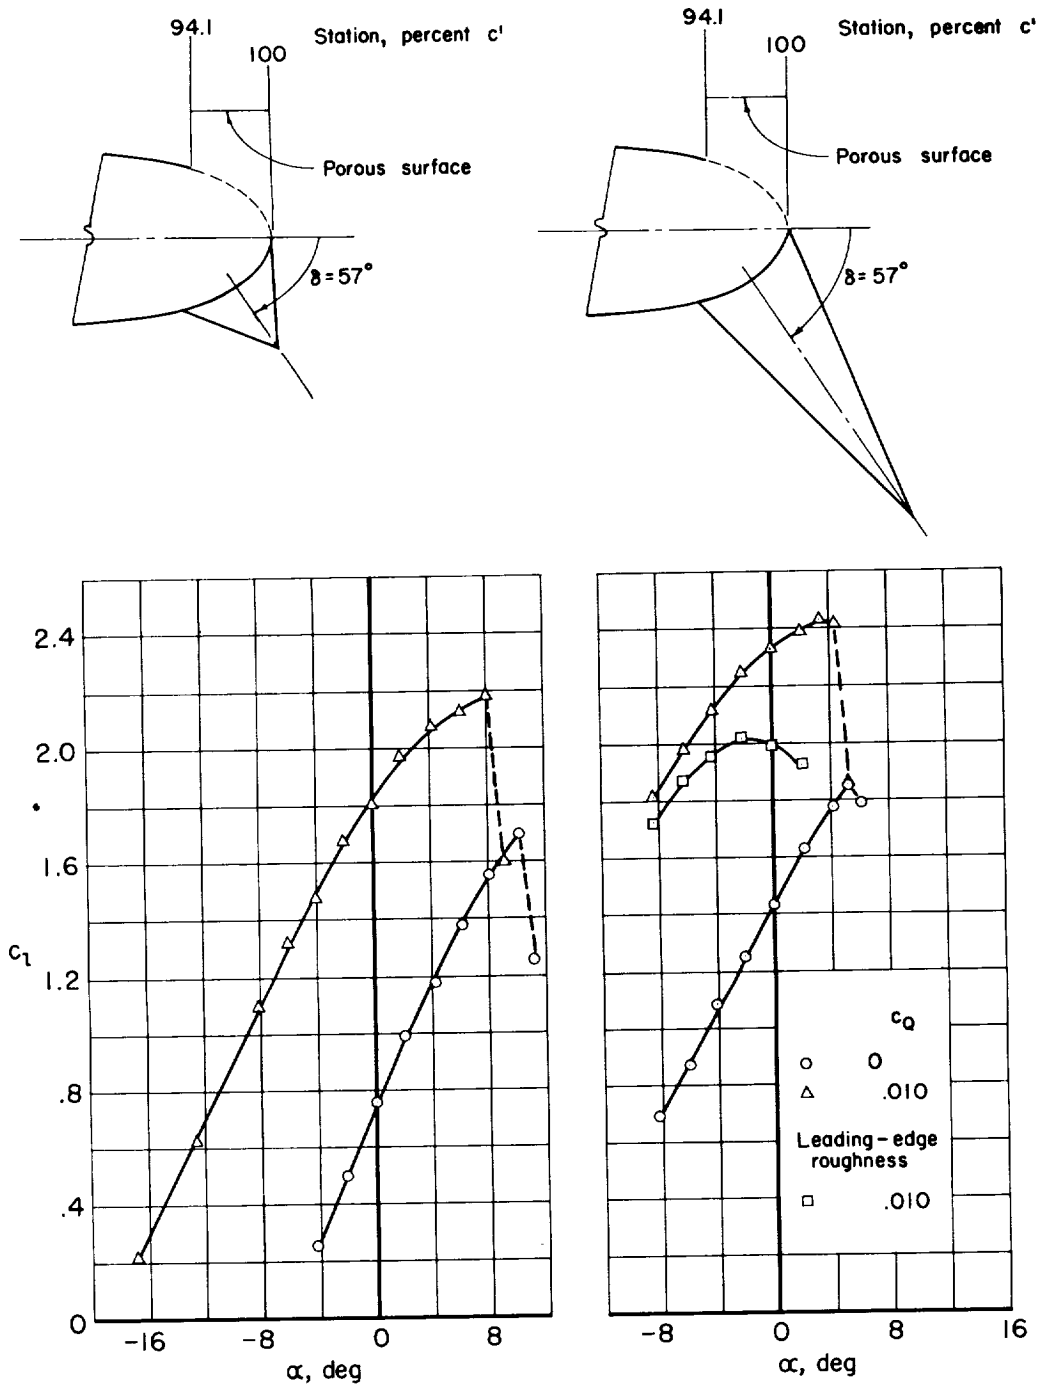 94.1
Station, percent c'
100
Porous surface
δ=57°
94.1
Station, percent c'
100
Porous surface
δ=57°
2.4
2.0
1.6
c_l
1.2
.8
.4
0
-16 -8 0 8
α, deg
c_Q
○ 0
△ .010
Leading-edge
roughness
□ .010
-8 0 8 16
α, deg